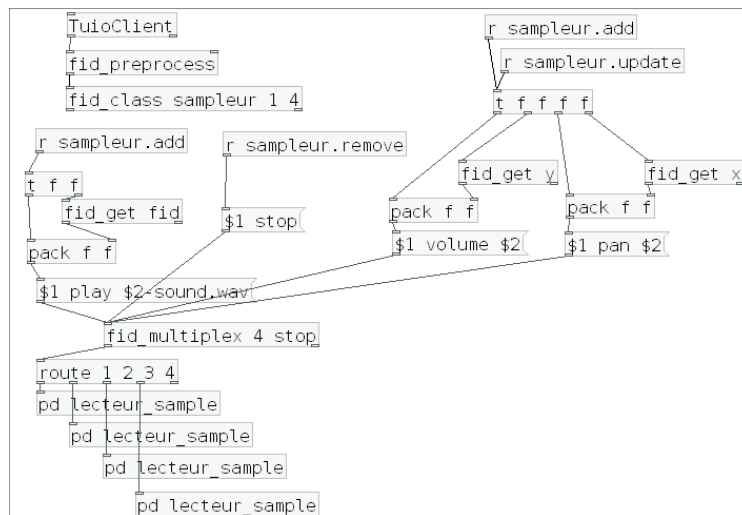 TuioClient
fid_preprocess
fid_class sampleur 1 4
r sampleur.add
r sampleur.update
t f f f f
r sampleur.add
r sampleur.remove
t f f
fid_get fid
pack f f
$1 play $2-sound.wav
$1 stop
fid_get y
fid_get x
pack f f
pack f f
$1 volume $2
$1 pan $2
fid_multiplex 4 stop
route 1 2 3 4
pd lecteur_sample
pd lecteur_sample
pd lecteur_sample
pd lecteur_sample